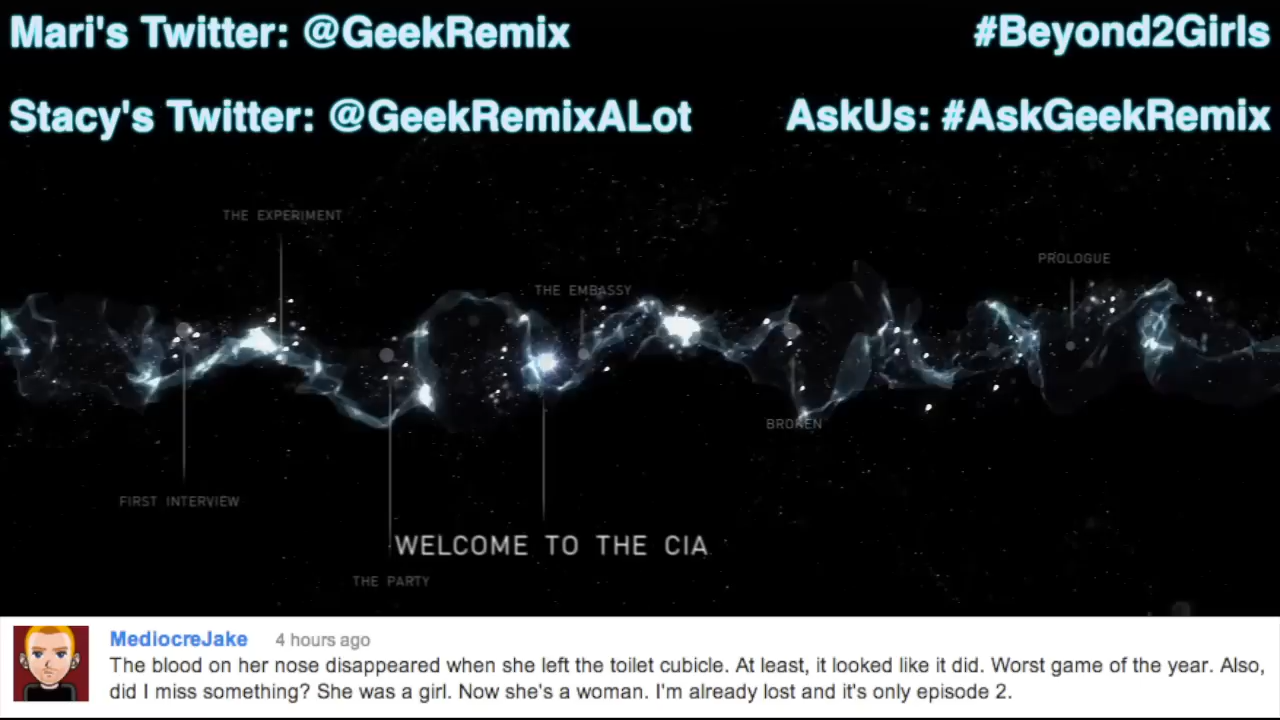 Mari's Twitter: @GeekRemix
#Beyond2Girls
Stacy's Twitter: @GeekRemixALot
AskUs: #AskGeekRemix
THE EXPERIMENT
PROLOGUE
THE EMBASSY
BROKEN
FIRST INTERVIEW
WELCOME TO THE CIA
THE PARTY
MediocreJake 4 hours ago
The blood on her nose disappeared when she left the toilet cubicle. At least, it looked like it did. Worst game of the year. Also,
did I miss something? She was a girl. Now she's a woman. I'm already lost and it's only episode 2.